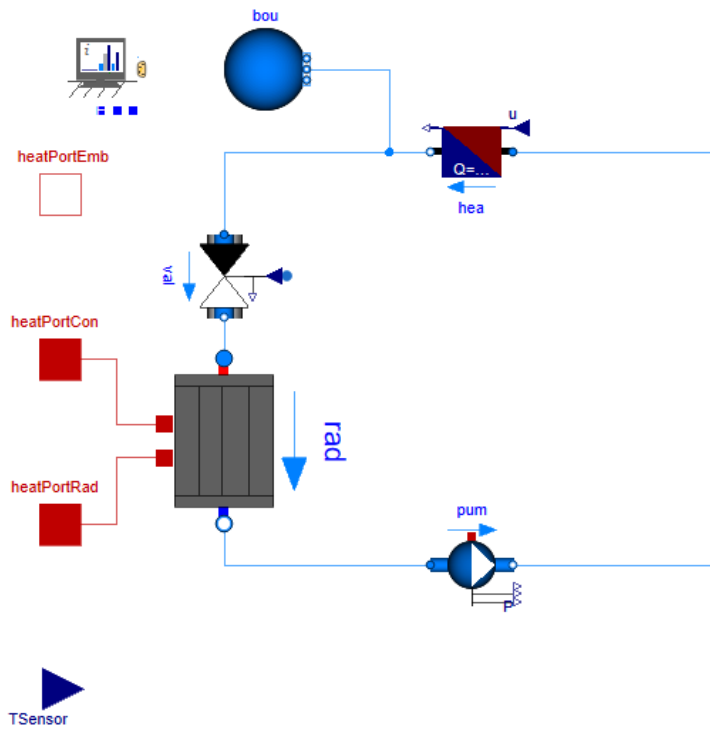 bou
i
u
heatPortEmb
Q=...
hea
val
heatPortCon
rad
heatPortRad
pum
P
TSensor